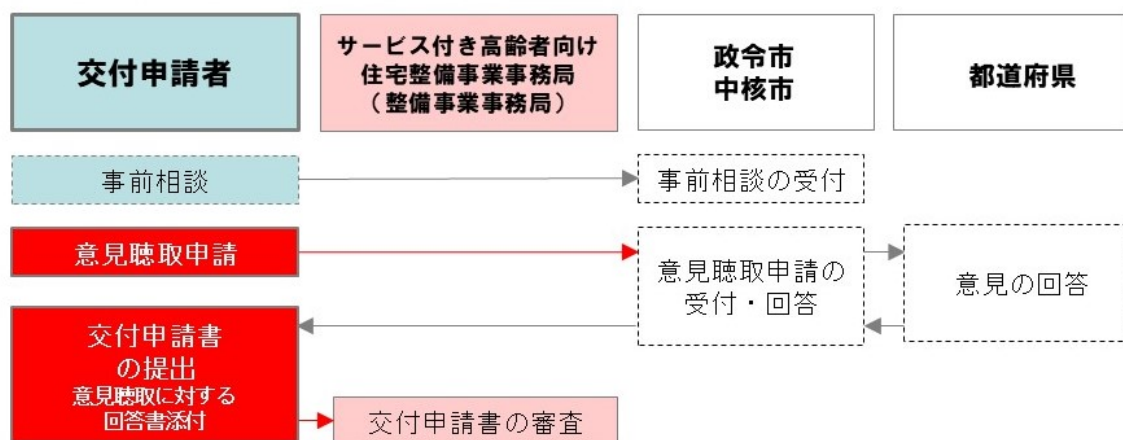 交付申請者
サービス付き高齢者向け
住宅整備事業事務局
（整備事業事務局）
政令市
中核市
都道府県
事前相談
事前相談の受付
意見聴取申請
意見聴取申請の
受付・回答
意見の回答
交付申請書
の提出
意見聴取に対する
回答書添付
交付申請書の審査